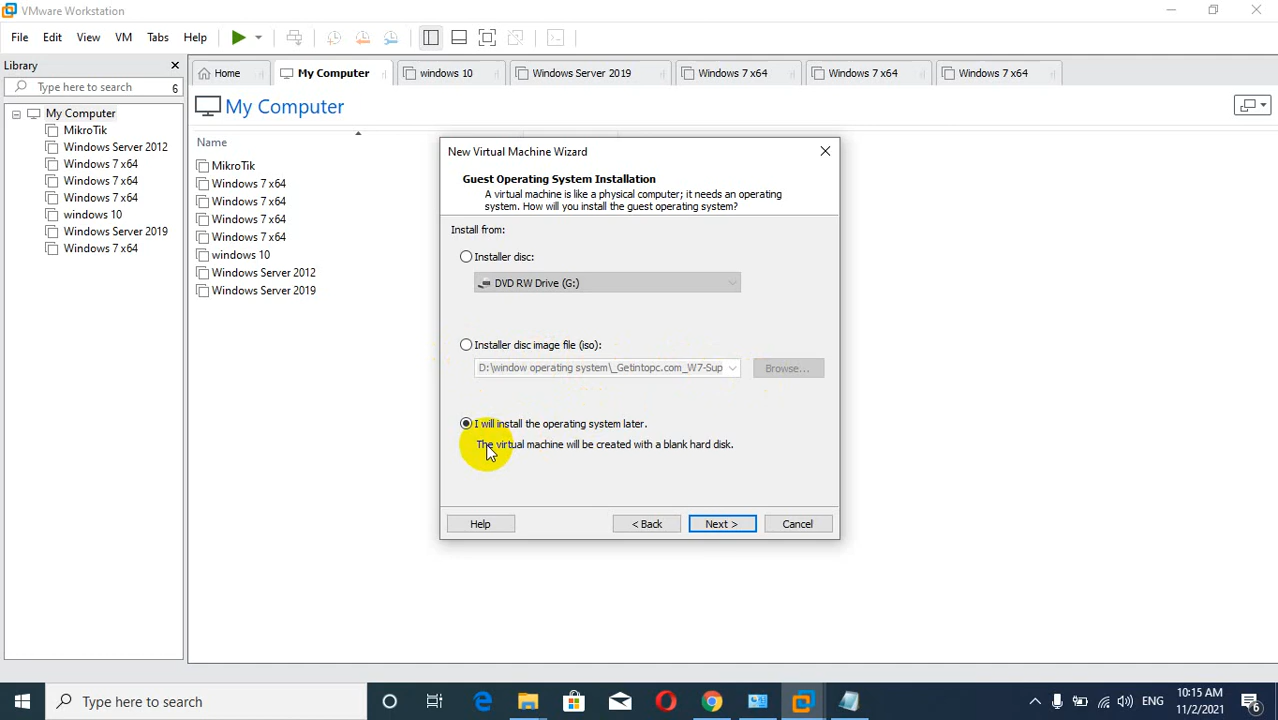 VMware Workstation
File Edit View VM Tabs Help
Library
Type here to search
6
My Computer
MikroTik
Windows Server 2012
Windows 7 x64
Windows 7 x64
Windows 7 x64
windows 10
Windows Server 2019
Windows 7 x64
Home
My Computer
windows 10
Windows Server 2019
Windows 7 x64
Windows 7 x64
Windows 7 x64
My Computer
Name
MikroTik
Windows 7 x64
Windows 7 x64
Windows 7 x64
Windows 7 x64
windows 10
Windows Server 2012
Windows Server 2019
New Virtual Machine Wizard
Guest Operating System Installation
A virtual machine is like a physical computer; it needs an operating
system. How will you install the guest operating system?
Install from:
Installer disc:
DVD RW Drive (G:)
Installer disc image file (iso):
D:\window operating system\_Getintopc.com_W7-Sup
Browse...
I will install the operating system later.
The virtual machine will be created with a blank hard disk.
Help
< Back
Next >
Cancel
Type here to search
ENG
10:15 AM
11/2/2021
6